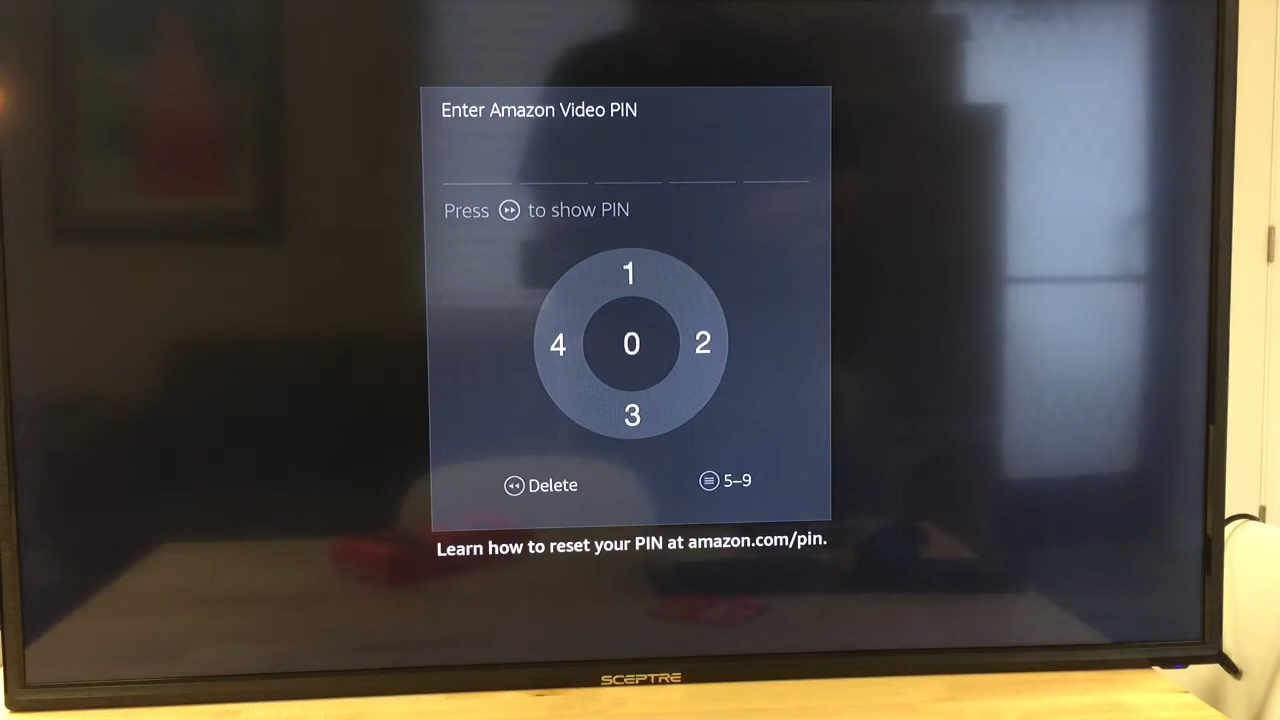 Enter Amazon Video PIN
Press to show PIN
1
4 0 2
3
Delete 5–9
Learn how to reset your PIN at amazon.com/pin.
SCEPTRE